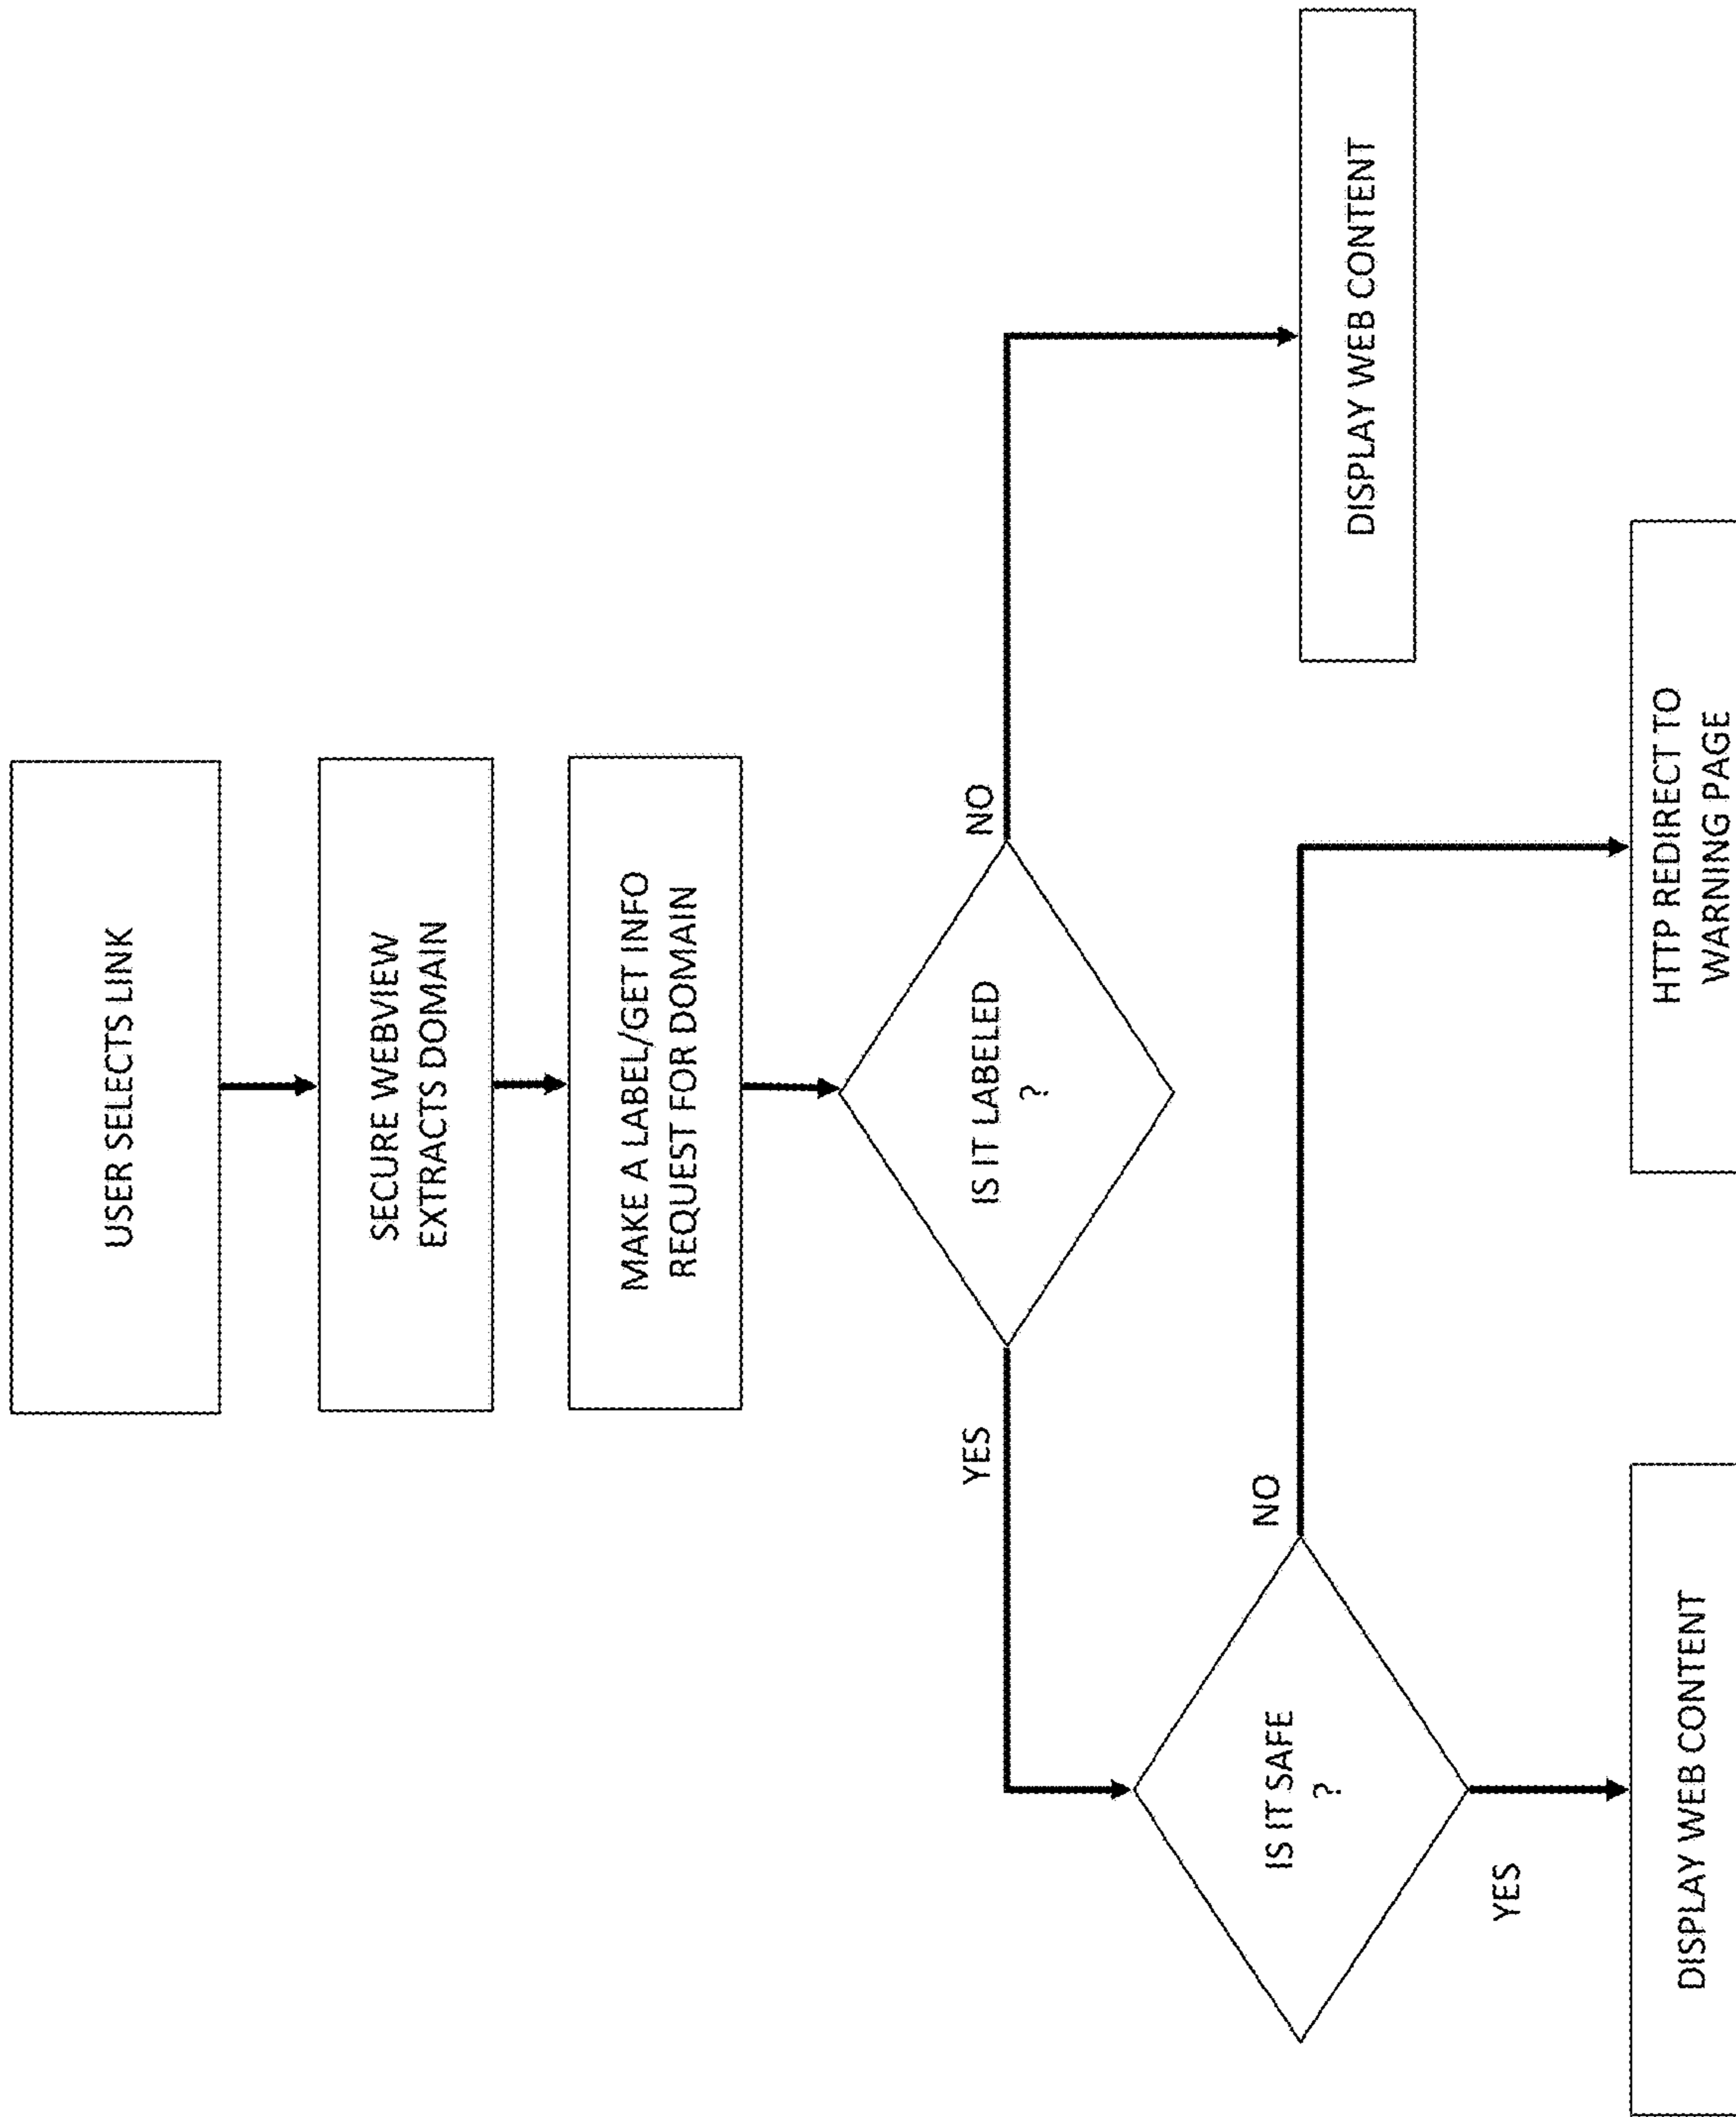 USER SELECTS LINK
SECURE WEBVIEW
EXTRACTS DOMAIN
MAKE A LABEL/GET INFO
REQUEST FOR DOMAIN
IS IT LABELED
?
YES
NO
IS IT SAFE
?
NO
YES
DISPLAY WEB CONTENT
DISPLAY WEB CONTENT
HTTP REDIRECT TO
WARNING PAGE